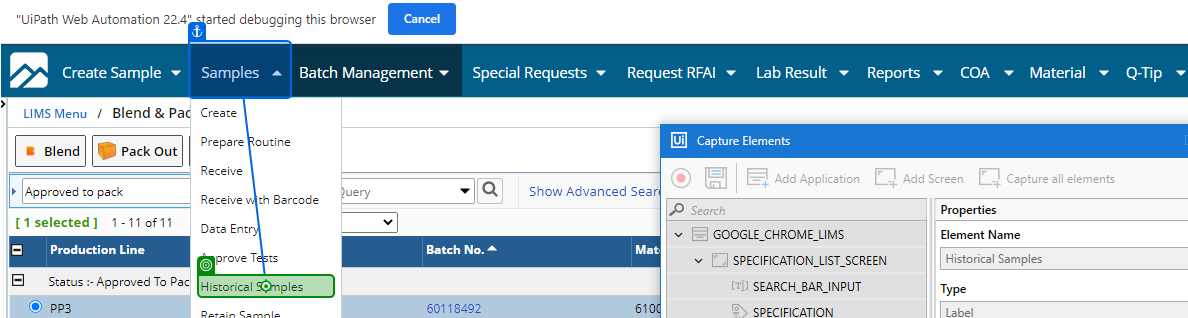 "UiPath Web Automation 22.4" started debugging this browser Cancel
Create Sample Samples Batch Management Special Requests Request RFAI Lab Result Reports COA Material Q-Tip
LIMS Menu / Blend & Pac
Create
Prepare Routine
Receive
Receive with Barcode
Data Entry
Approve Tests
Historical Samples
Retain Sample
Blend Pack Out
Approved to pack Query Show Advanced Sear
[ 1 selected ] 1 - 11 of 11
Production Line Batch No. Mate
Status :- Approved To Pac
PP3 60118492 6100
Ui Capture Elements
Add Application Add Screen Capture all elements
Search
GOOGLE_CHROME_LIMS
SPECIFICATION_LIST_SCREEN
SEARCH_BAR_INPUT
SPECIFICATION
Properties
Element Name
Historical Samples
Type
Label